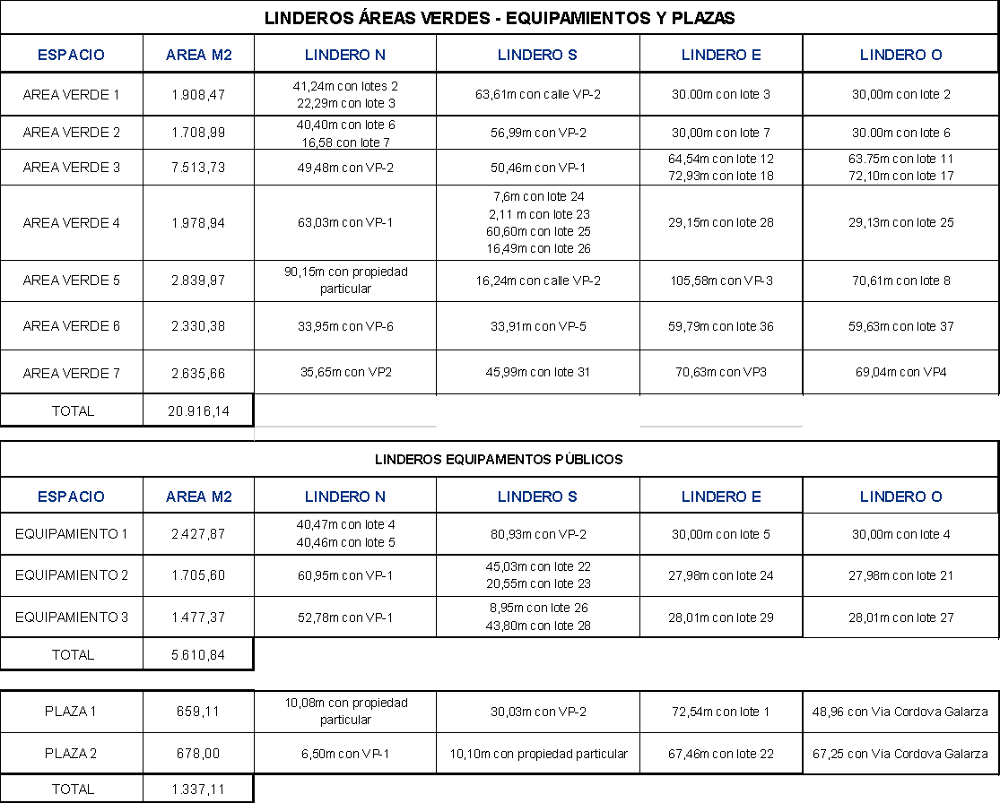 LINDEROS ÁREAS VERDES - EQUIPAMIENTOS Y PLAZAS
ESPACIO AREA M2 LINDERO N LINDERO S LINDERO E LINDERO O
AREA VERDE 1 1.908,47 41,24m con lotes 2 22,29m con lote 3 63,61m con calle VP-2 30.00m con lote 3 30,00m con lote 2
AREA VERDE 2 1.708,99 40,40m con lote 6 16,58 con lote 7 56,99m con VP-2 30,00m con lote 7 30.00m con lote 6
AREA VERDE 3 7.513,73 49,48m con VP-2 50,46m con VP-1 64,54m con lote 12 72,93m con lote 18 63.75m con lote 11 72,10m con lote 17
AREA VERDE 4 1.978,94 63,03m con VP-1 7,6m con lote 24 2,11 m con lote 23 60,60m con lote 25 16,49m con lote 26 29,15m con lote 28 29,13m con lote 25
AREA VERDE 5 2.839,97 90,15m con propiedad particular 16,24m con calle VP-2 105,58m con VP-3 70,61m con lote 8
AREA VERDE 6 2.330,38 33,95m con VP-6 33,91m con VP-5 59,79m con lote 36 59,63m con lote 37
AREA VERDE 7 2.635,66 35,65m con VP2 45,99m con lote 31 70,63m con VP3 69,04m con VP4
TOTAL 20.916,14
LINDEROS EQUIPAMENTOS PÚBLICOS
ESPACIO AREA M2 LINDERO N LINDERO S LINDERO E LINDERO O
EQUIPAMIENTO 1 2.427,87 40,47m con lote 4 40,46m con lote 5 80,93m con VP-2 30,00m con lote 5 30,00m con lote 4
EQUIPAMIENTO 2 1.705,60 60,95m con VP-1 45,03m con lote 22 20,55m con lote 23 27,98m con lote 24 27,98m con lote 21
EQUIPAMIENTO 3 1.477,37 52,78m con VP-1 8,95m con lote 26 43,80m con lote 28 28,01m con lote 29 28,01m con lote 27
TOTAL 5.610,84
PLAZA 1 659,11 10,08m con propiedad particular 30,03m con VP-2 72,54m con lote 1 48,96 con Via Cordova Galarza
PLAZA 2 678,00 6,50m con VP-1 10,10m con propiedad particular 67,46m con lote 22 67,25 con Via Cordova Galarza
TOTAL 1.337,11